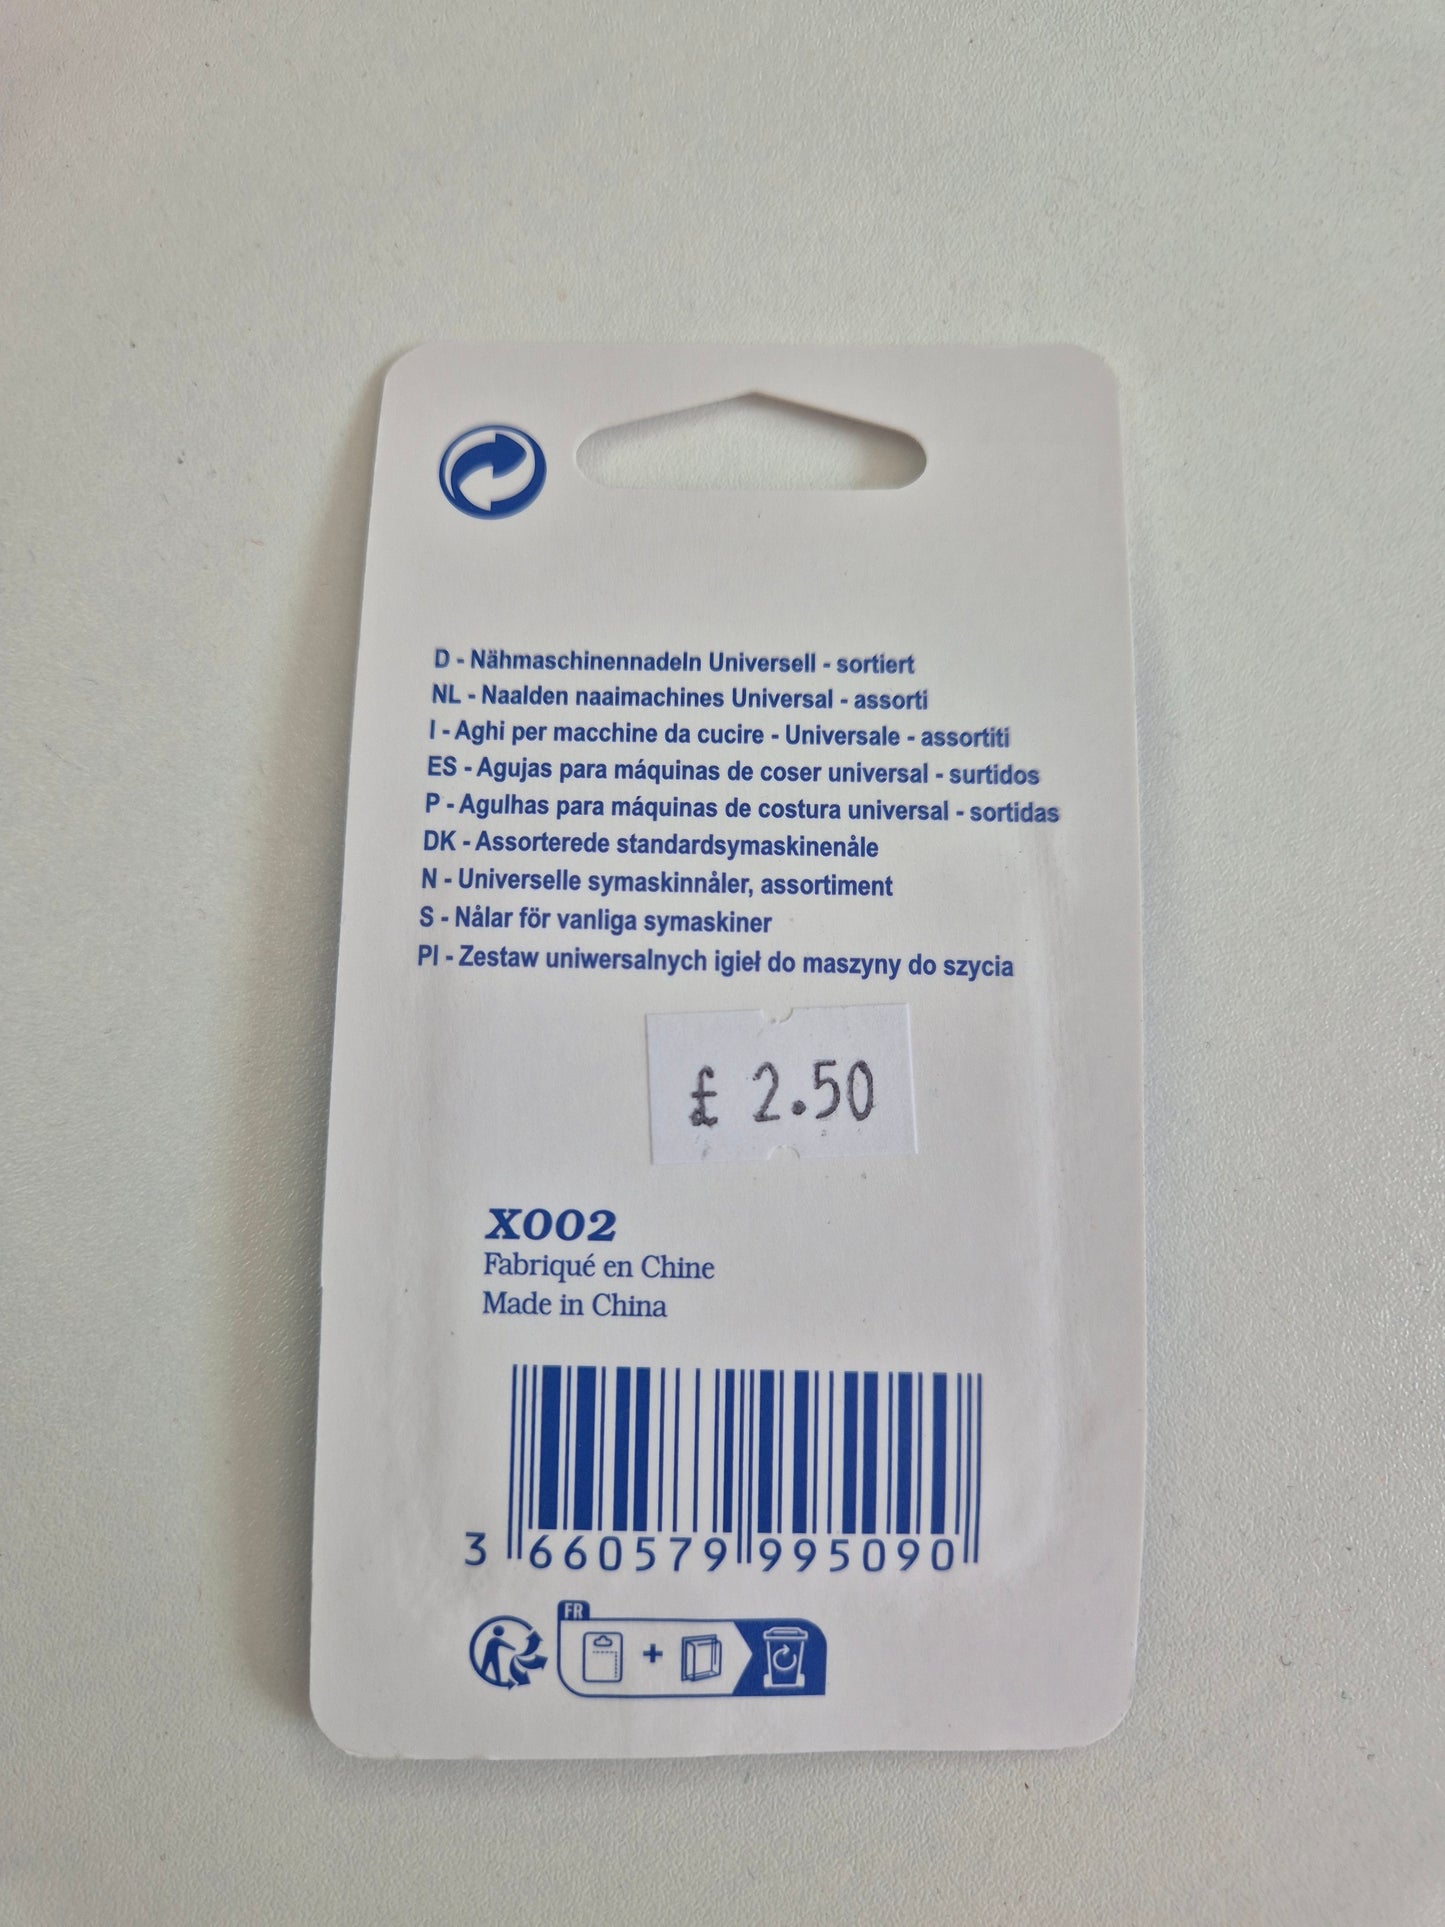 D - Nähmaschinennadeln Universell - sortiert
NL - Naalden naaimachines Universal - assorti
I - Aghi per macchine da cucire - Universale - assortiti
ES - Agujas para máquinas de coser universal - surtidos
P - Agulhas para máquinas de costura universal - sortidas
DK - Assorterede standardsymaskinenåle
N - Universelle symaskinnåler, assortiment
S - Nålar för vanliga symaskiner
Pl - Zestaw uniwersalnych igieł do maszyny do szycia
£ 2.50
X002
Fabriqué en Chine
Made in China
3 660579 995090
FR
+